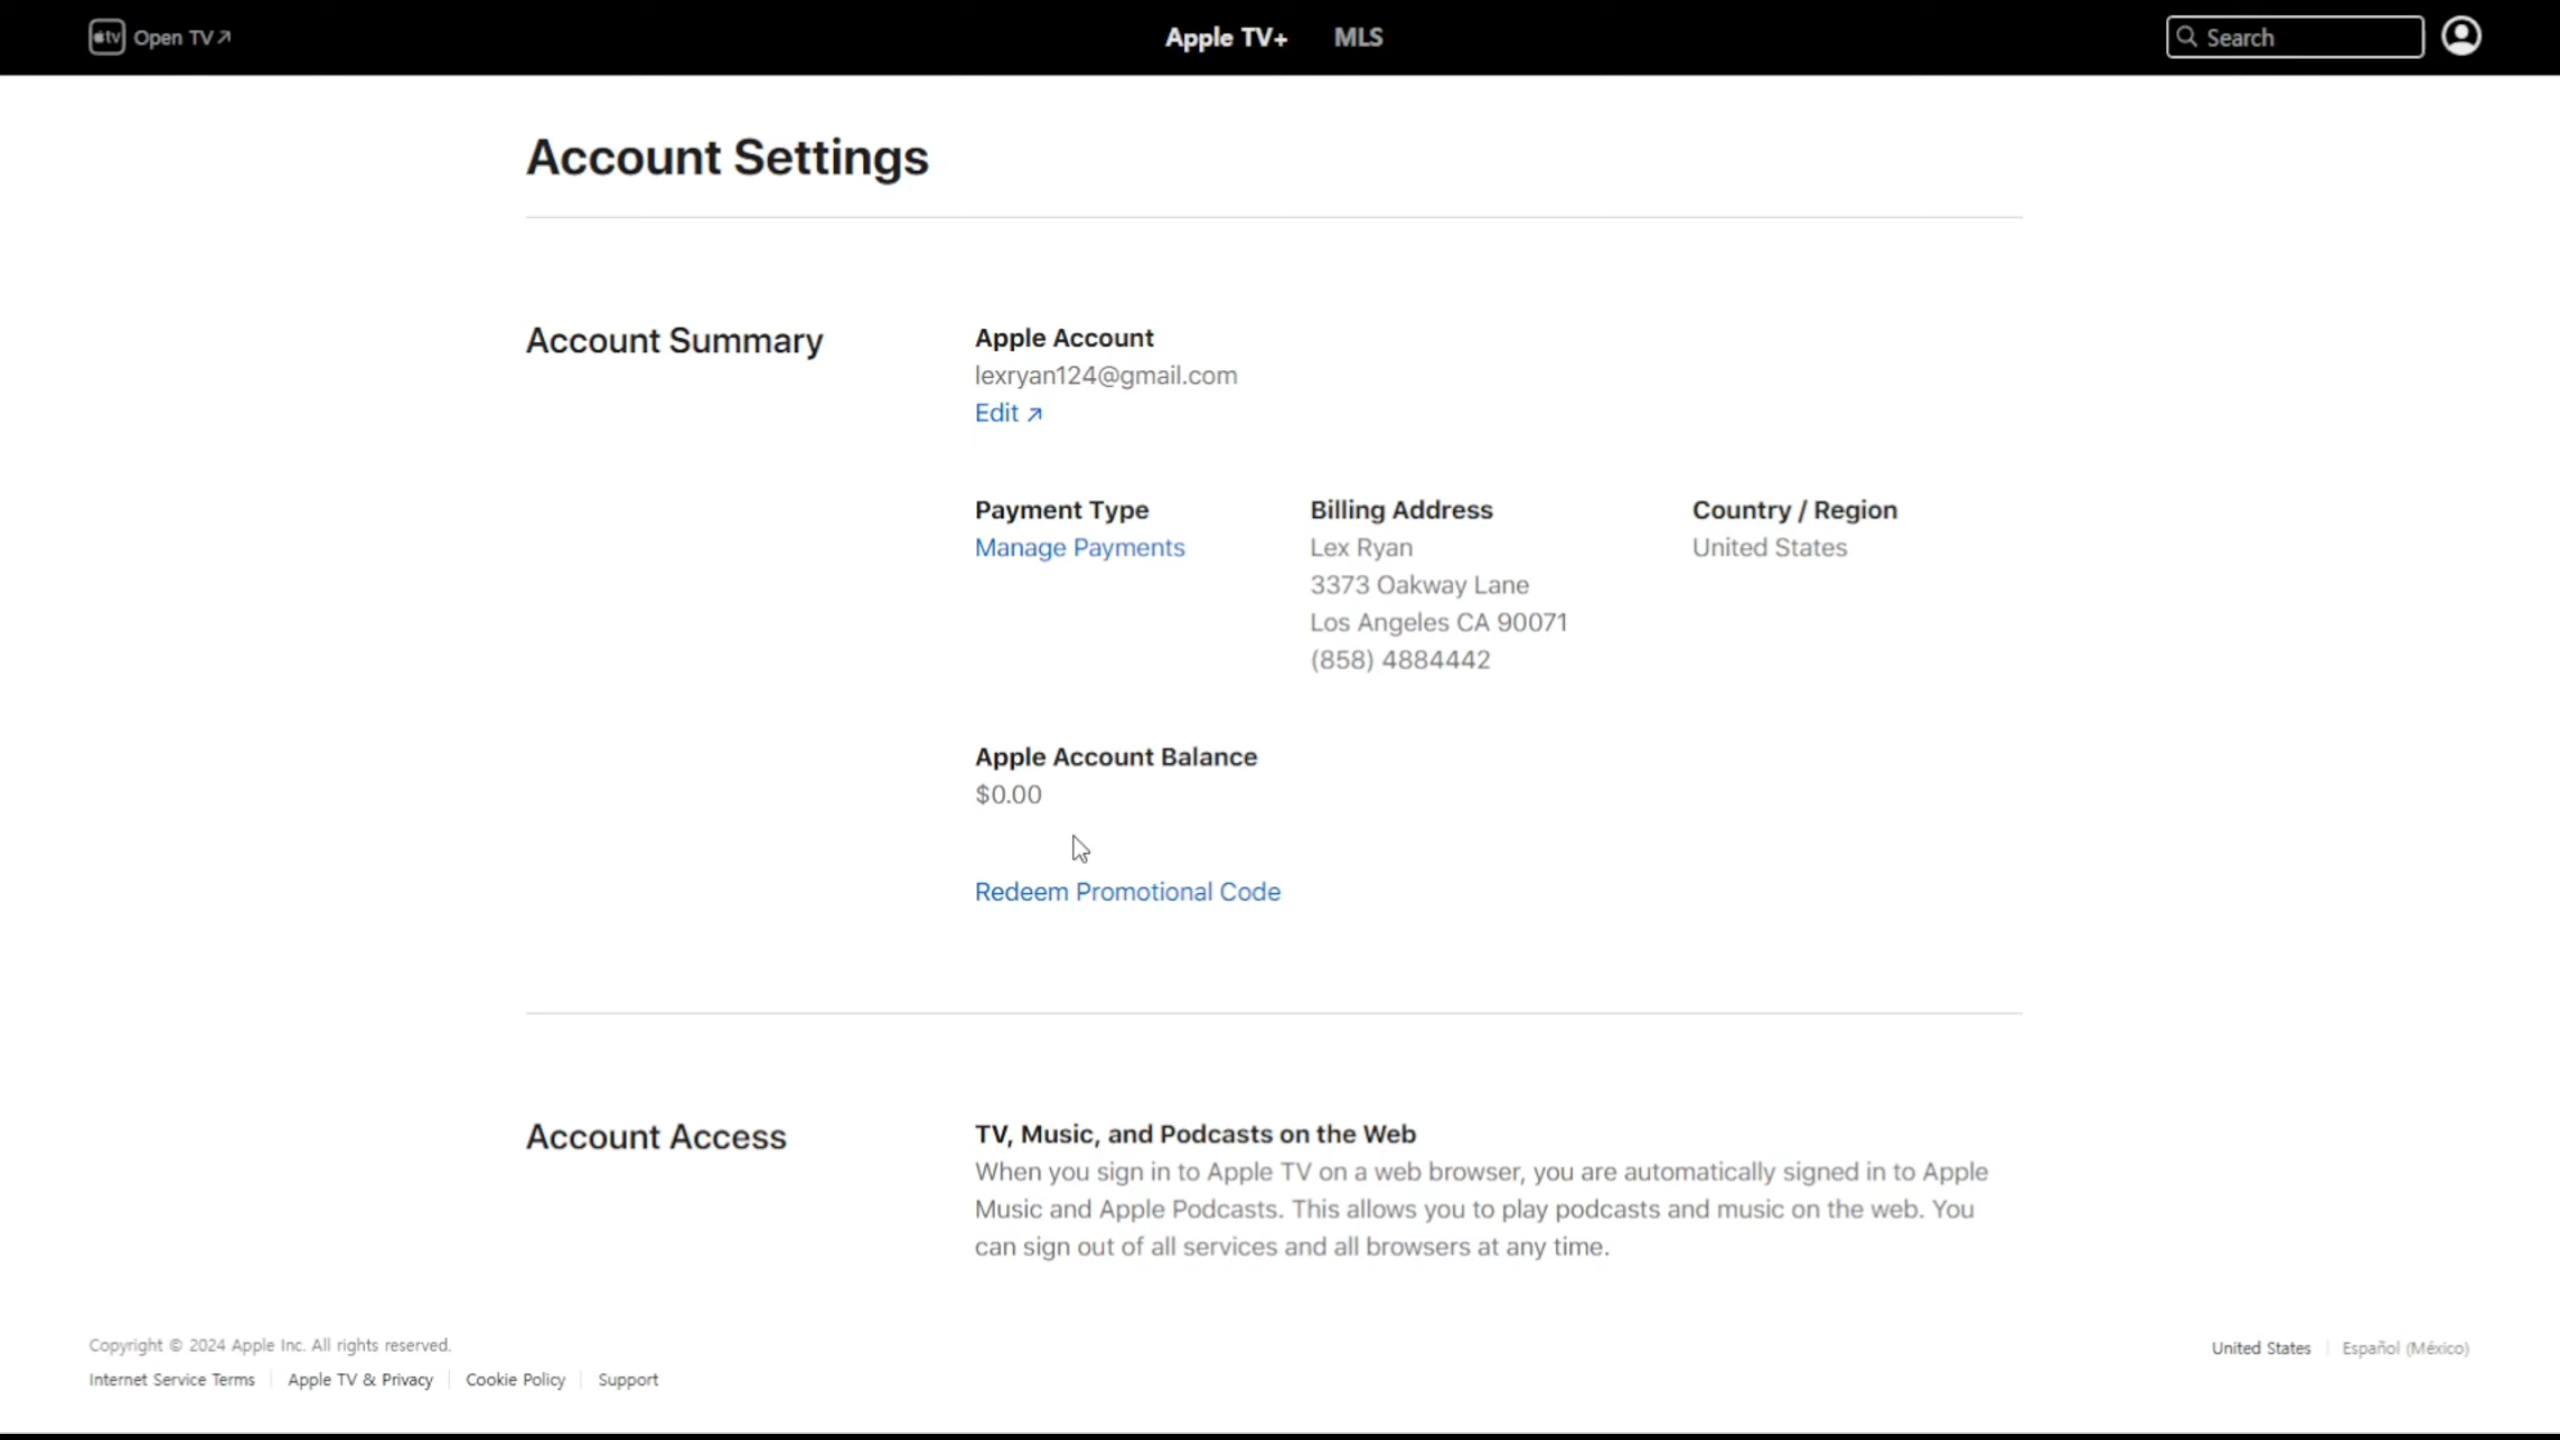 tv Open TV↗
Apple TV+ MLS
Search
Account Settings
Account Summary
Apple Account
lexryan124@gmail.com
Edit ↗
Payment Type
Manage Payments
Billing Address
Lex Ryan
3373 Oakway Lane
Los Angeles CA 90071
(858) 4884442
Country / Region
United States
Apple Account Balance
$0.00
Redeem Promotional Code
Account Access
TV, Music, and Podcasts on the Web
When you sign in to Apple TV on a web browser, you are automatically signed in to Apple
Music and Apple Podcasts. This allows you to play podcasts and music on the web. You
can sign out of all services and all browsers at any time.
Copyright © 2024 Apple Inc. All rights reserved.
Internet Service Terms Apple TV & Privacy Cookie Policy Support
United States Español (México)